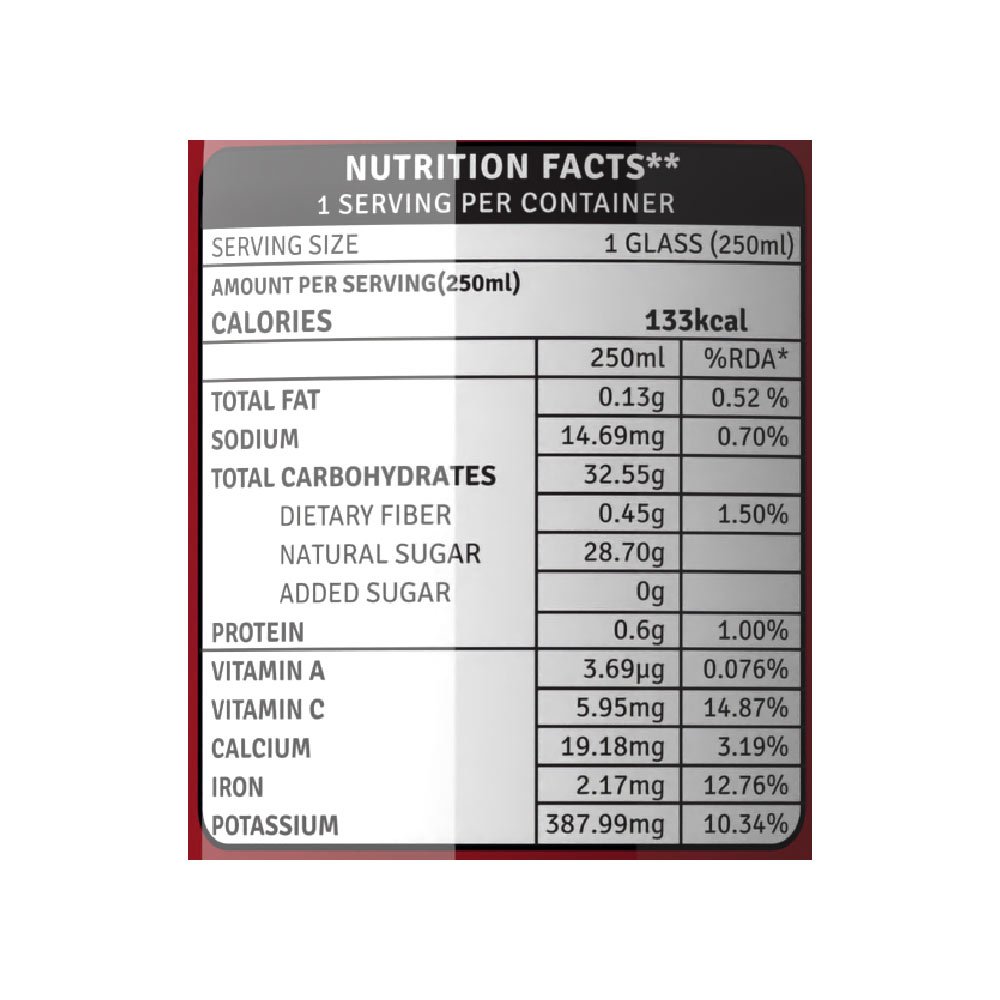 NUTRITION FACTS**
1 SERVING PER CONTAINER
SERVING SIZE 1 GLASS (250ml)
AMOUNT PER SERVING(250ml)
CALORIES 133kcal
250ml %RDA*
TOTAL FAT 0.13g 0.52 %
SODIUM 14.69mg 0.70%
TOTAL CARBOHYDRATES 32.55g
DIETARY FIBER 0.45g 1.50%
NATURAL SUGAR 28.70g
ADDED SUGAR 0g
PROTEIN 0.6g 1.00%
VITAMIN A 3.69µg 0.076%
VITAMIN C 5.95mg 14.87%
CALCIUM 19.18mg 3.19%
IRON 2.17mg 12.76%
POTASSIUM 387.99mg 10.34%